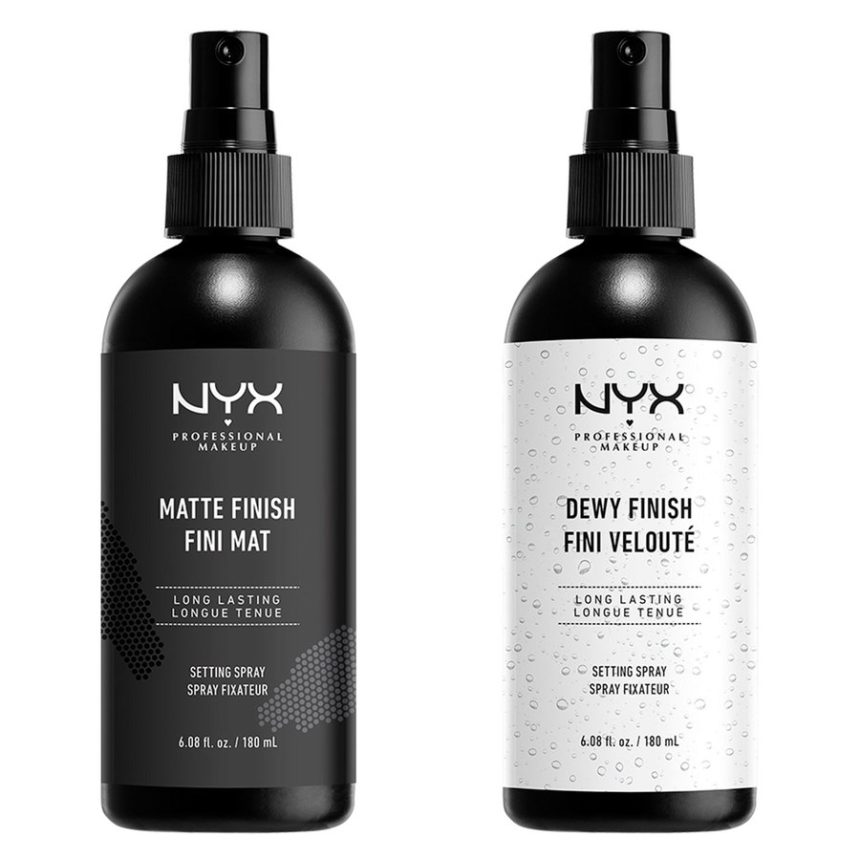 NYX
PROFESSIONAL
MAKEUP
MATTE FINISH
FINI MAT
LONG LASTING
LONGUE TENUE
SETTING SPRAY
SPRAY FIXATEUR
6.08 fl. oz. / 180 mL
NYX
PROFESSIONAL
MAKEUP
DEWY FINISH
FINI VELOUTÉ
LONG LASTING
LONGUE TENUE
SETTING SPRAY
SPRAY FIXATEUR
6.08 fl. oz. / 180 mL